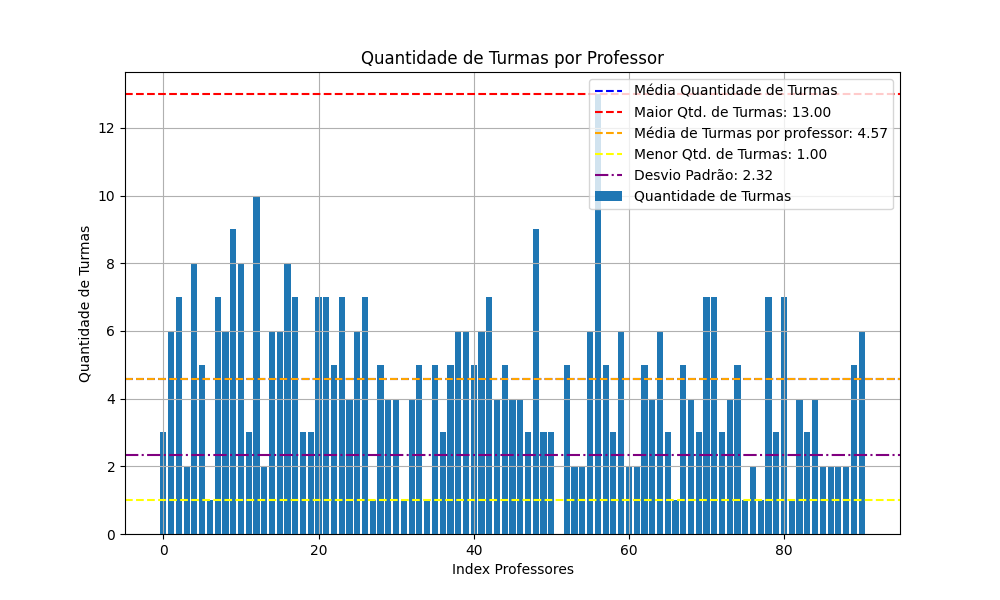 Quantidade de Turmas por Professor
Média Quantidade de Turmas
Maior Qtd. de Turmas: 13.00
Média de Turmas por professor: 4.57
Menor Qtd. de Turmas: 1.00
Desvio Padrão: 2.32
Quantidade de Turmas
Quantidade de Turmas
12
10
8
6
4
2
0
0 20 40 60 80
Index Professores